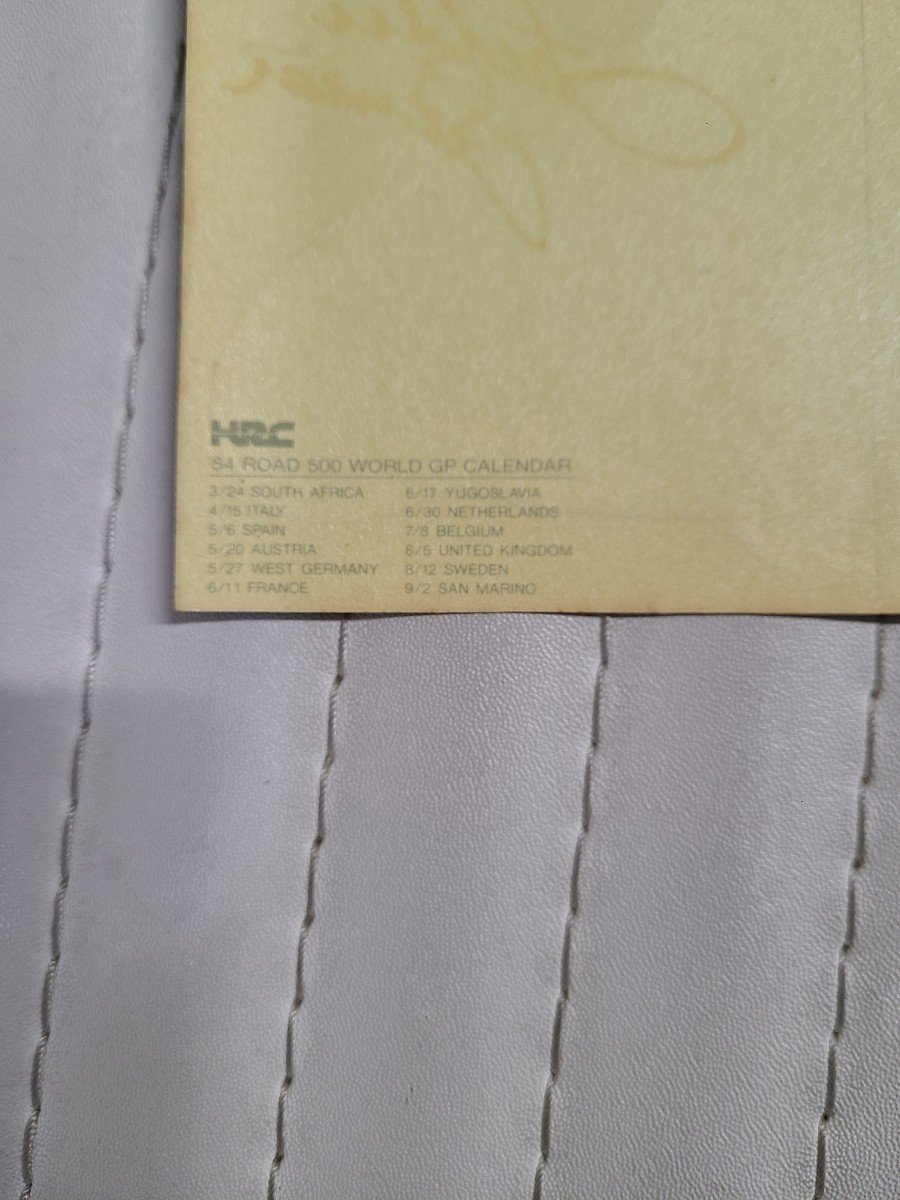 HRC
84 ROAD 500 WORLD GP CALENDAR
3/24 SOUTH AFRICA 6/17 YUGOSLAVIA
4/15 ITALY 6/30 NETHERLANDS
5/6 SPAIN 7/8 BELGIUM
5/20 AUSTRIA 8/5 UNITED KINGDOM
5/27 WEST GERMANY 8/12 SWEDEN
6/11 FRANCE 9/2 SAN MARINO